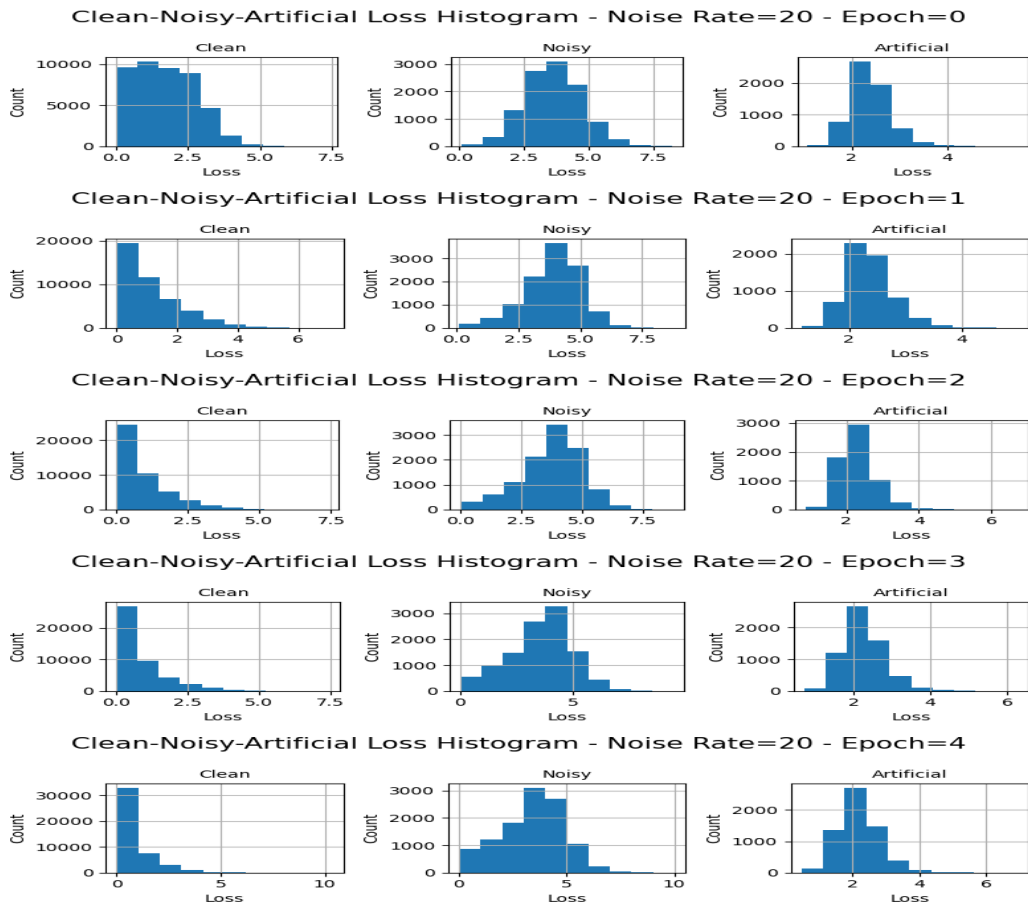 Clean-Noisy-Artificial Loss Histogram - Noise Rate=20 - Epoch=0
Clean Noisy Artificial
10000 3000 2000
5000 2000 1000
1000
0 0 0
Count Count Count
0.0 2.5 5.0 7.5 0.0 2.5 5.0 7.5 2 4
Loss Loss Loss
Clean-Noisy-Artificial Loss Histogram - Noise Rate=20 - Epoch=1
Clean Noisy Artificial
20000 3000 2000
10000 2000 1000
1000
0 0 0
Count Count Count
0 2 4 6 0.0 2.5 5.0 7.5 2 4
Loss Loss Loss
Clean-Noisy-Artificial Loss Histogram - Noise Rate=20 - Epoch=2
Clean Noisy Artificial
20000 3000 3000
10000 2000 2000
1000 1000
0 0 0
Count Count Count
0.0 2.5 5.0 7.5 0.0 2.5 5.0 7.5 2 4 6
Loss Loss Loss
Clean-Noisy-Artificial Loss Histogram - Noise Rate=20 - Epoch=3
Clean Noisy Artificial
20000 3000 2000
10000 2000 1000
1000
0 0 0
Count Count Count
0.0 2.5 5.0 7.5 0 5 2 4 6
Loss Loss Loss
Clean-Noisy-Artificial Loss Histogram - Noise Rate=20 - Epoch=4
Clean Noisy Artificial
30000 3000 2000
20000 2000 1000
10000 1000
0 0 0
Count Count Count
0 5 10 0 5 10 2 4 6
Loss Loss Loss